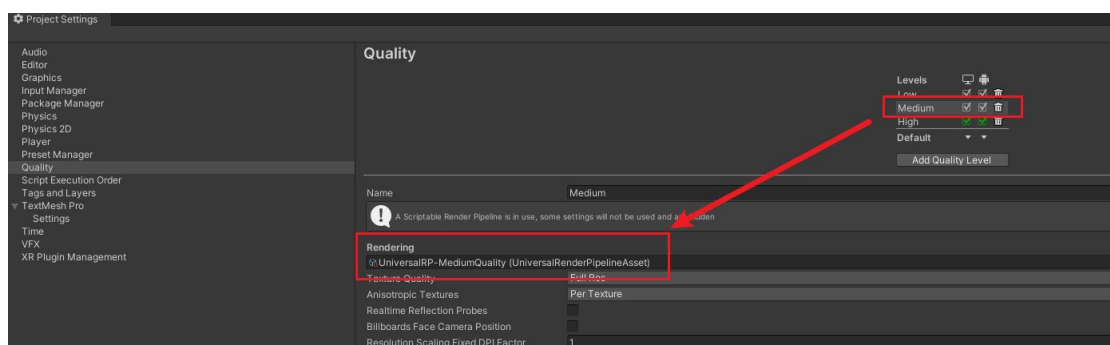 Project Settings
Audio
Editor
Graphics
Input Manager
Package Manager
Physics
Physics 2D
Player
Preset Manager
Quality
Script Execution Order
Tags and Layers
TextMesh Pro
Settings
Time
VFX
XR Plugin Management
Quality
Levels
Low
Medium
High
Default
Add Quality Level
Name
Medium
A Scriptable Render Pipeline is in use, some settings will not be used and are hidden
Rendering
UniversalRP-MediumQuality (UniversalRenderPipelineAsset)
Texture Quality
Full Res
Anisotropic Textures
Per Texture
Realtime Reflection Probes
Billboards Face Camera Position
Resolution Scaling Fixed DPI Factor
1